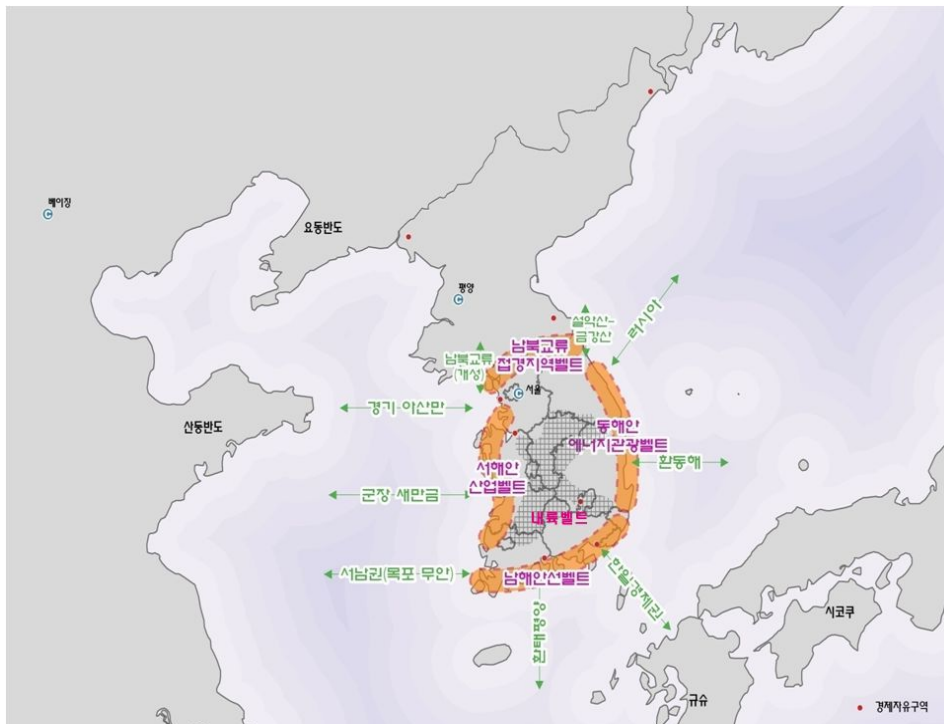 베이징
요동반도
평양
설악산-
금강산
러시아
남북교류
(개성)
남북교류
접경지역벨트
서울
경기 아산만
산동반도
동해안
에너지관광벨트
환동해
서해안
산업벨트
군장 새만금
내륙벨트
서남권(목포 무안)
남해안선벨트
환태평양
한일경제권
시코쿠
규슈
경제자유구역